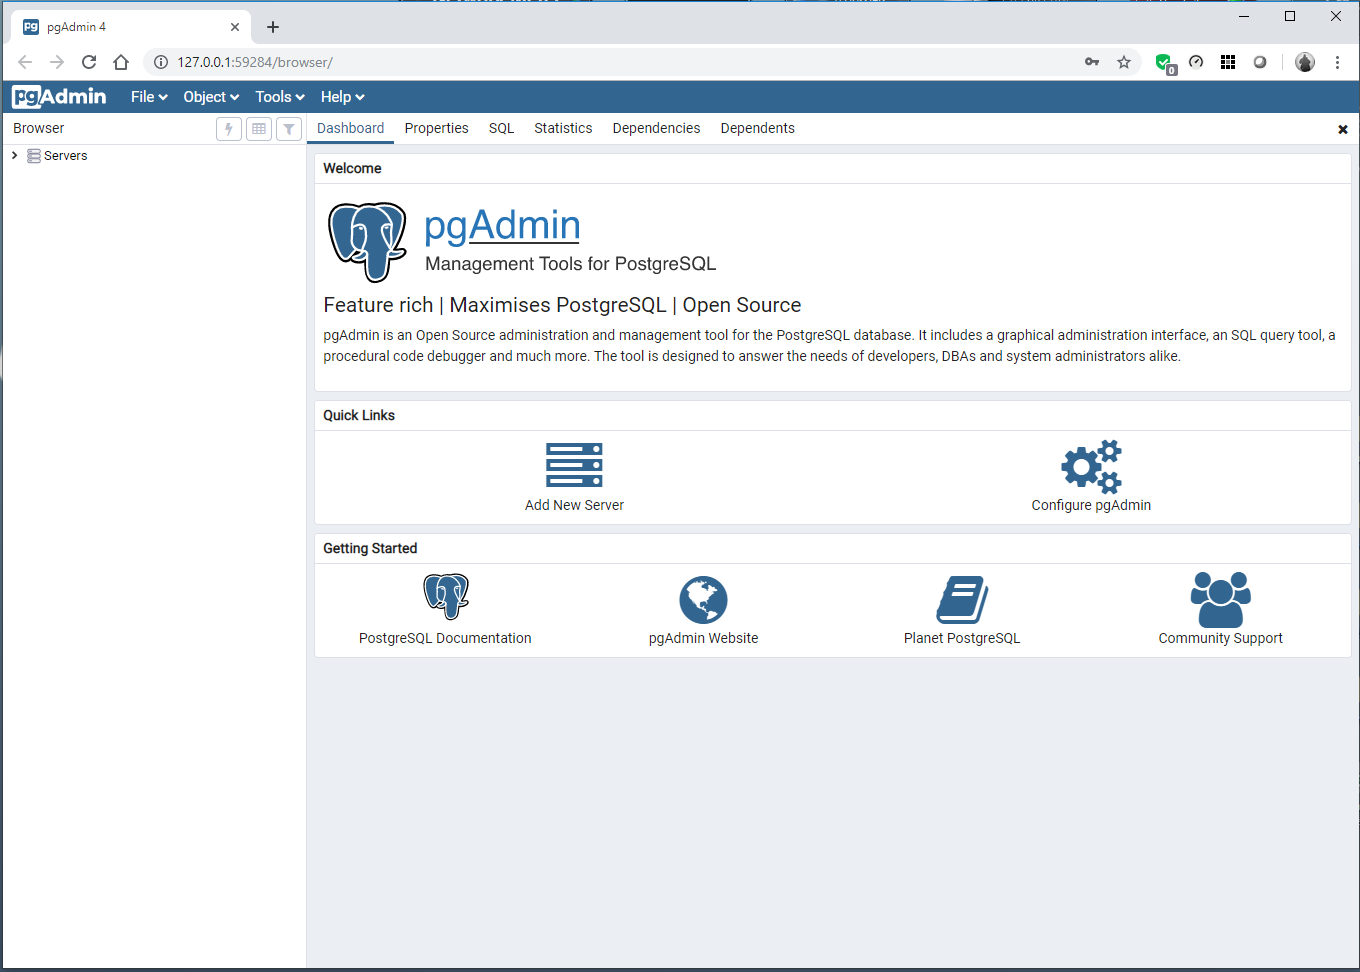 pgAdmin 4
127.0.0.1:59284/browser/
0
pgAdmin File Object Tools Help
Browser
Dashboard Properties SQL Statistics Dependencies Dependents
Servers
Welcome
pgAdmin
Management Tools for PostgreSQL
Feature rich | Maximises PostgreSQL | Open Source
pgAdmin is an Open Source administration and management tool for the PostgreSQL database. It includes a graphical administration interface, an SQL query tool, a
procedural code debugger and much more. The tool is designed to answer the needs of developers, DBAs and system administrators alike.
Quick Links
Add New Server
Configure pgAdmin
Getting Started
PostgreSQL Documentation
pgAdmin Website
Planet PostgreSQL
Community Support